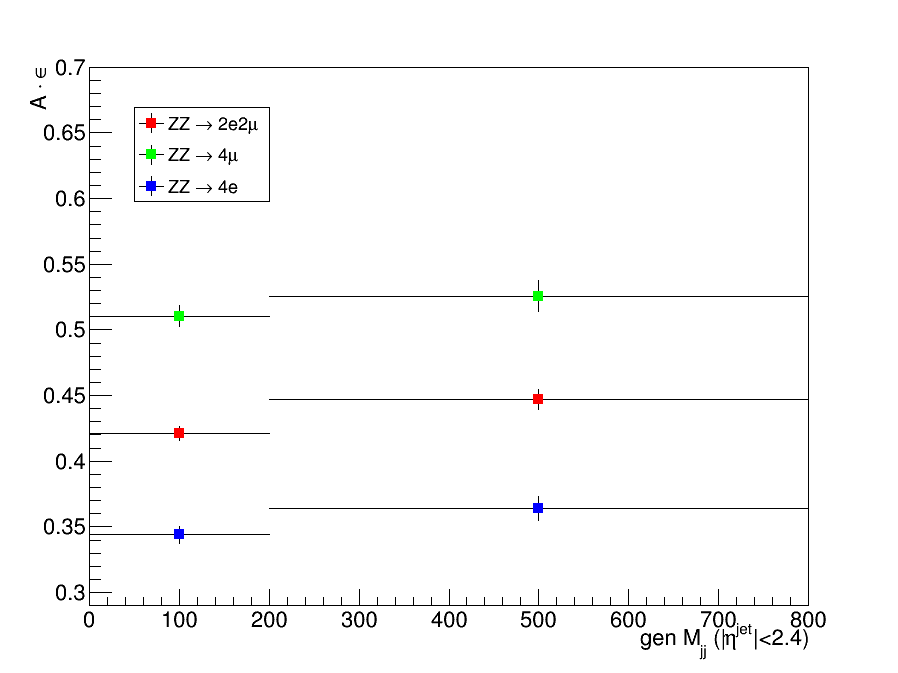 A · ϵ
0.7
0.65
0.6
0.55
0.5
0.45
0.4
0.35
0.3
ZZ → 2e2μ
ZZ → 4μ
ZZ → 4e
0 100 200 300 400 500 600 700 800
gen M_jj (|η^jet|<2.4)